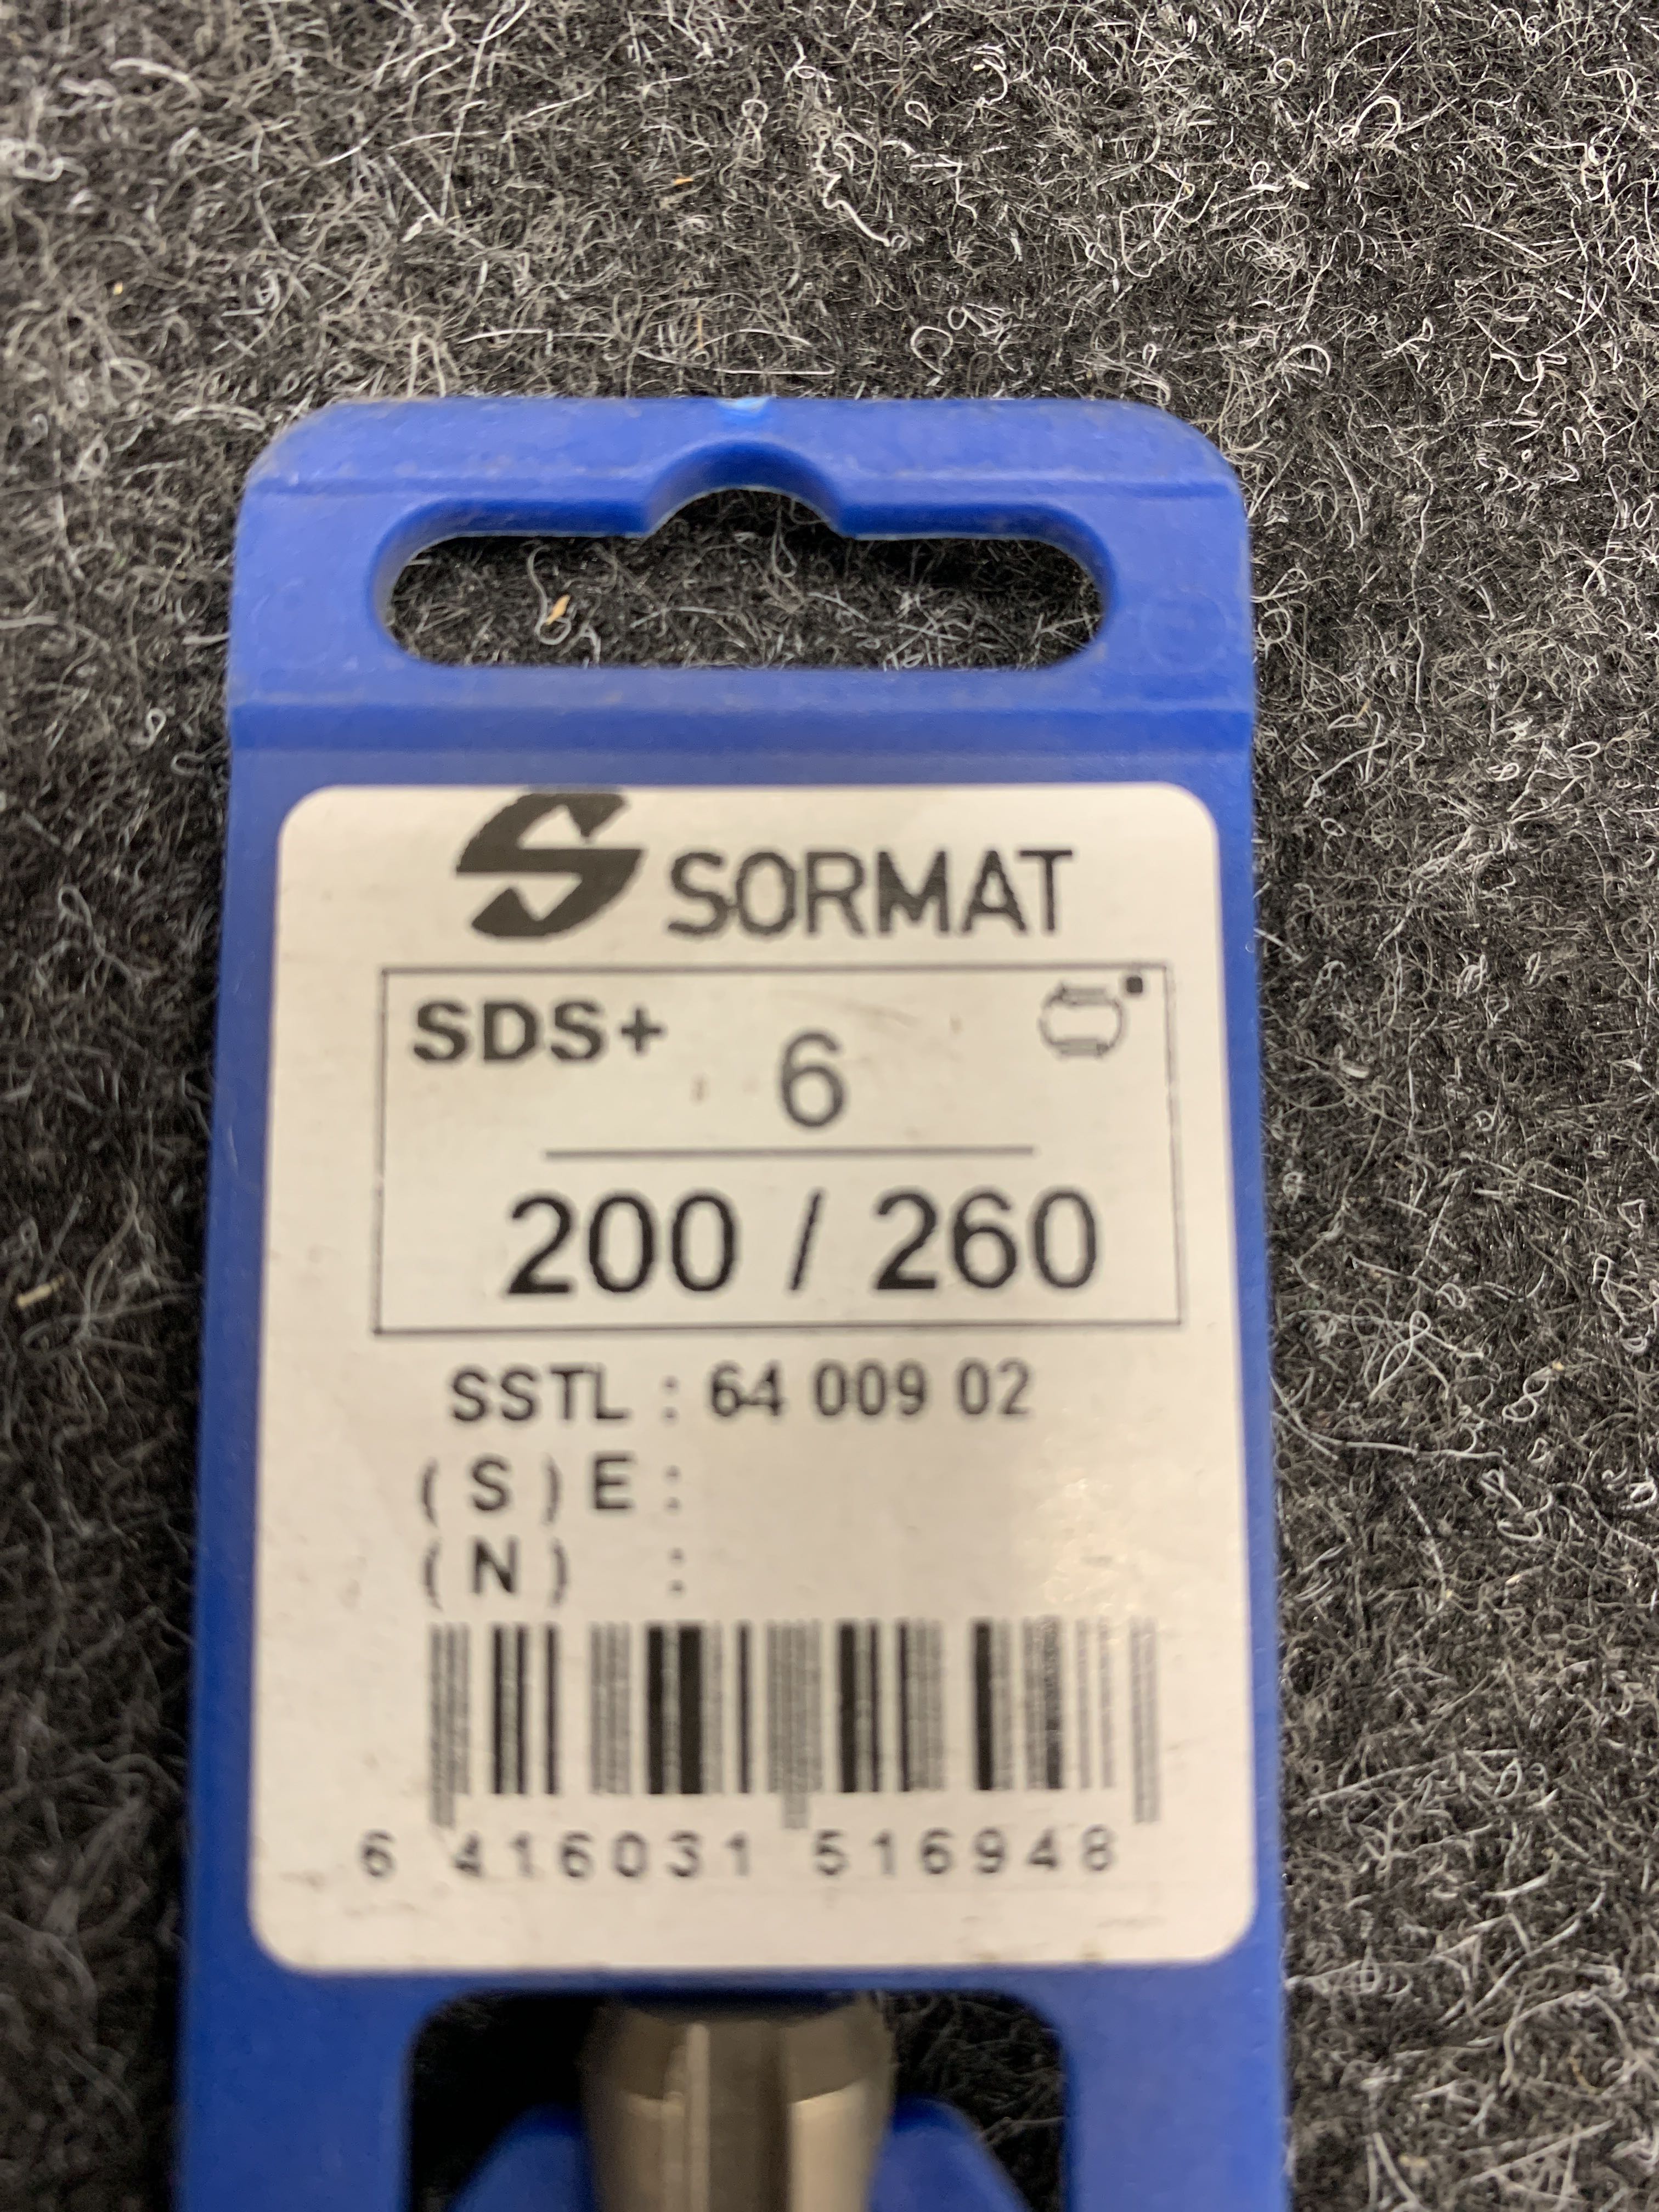 SORMAT
SDS+
6
200 / 260
SSTL : 64 009 02
( S ) E :
( N ) :
6 416031 516948